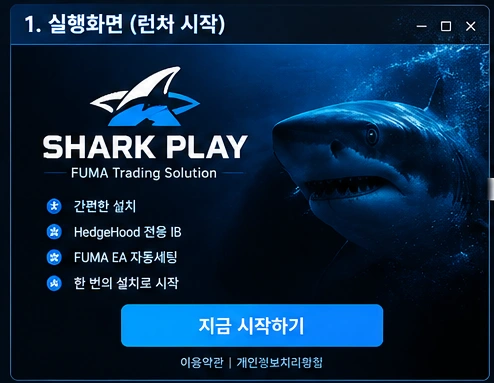 1. 실행화면 (런처 시작)
SHARK PLAY
FUMA Trading Solution
간편한 설치
HedgeHood 전용 IB
FUMA EA 자동세팅
한 번의 설치로 시작
지금 시작하기
이용약관 | 개인정보처리방침